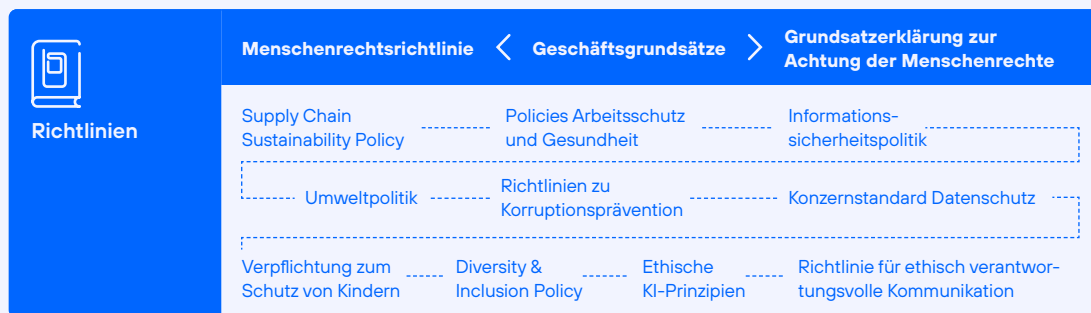 Richtlinien
Menschenrechtsrichtlinie
Geschäftsgrundsätze
Grundsatzerklärung zur
Achtung der Menschenrechte
Supply Chain
Sustainability Policy
Policies Arbeitsschutz
und Gesundheit
Informations-
sicherheitspolitik
Umweltpolitik
Richtlinien zu
Korruptionsprävention
Konzernstandard Datenschutz
Verpflichtung zum
Schutz von Kindern
Diversity &
Inclusion Policy
Ethische
KI-Prinzipien
Richtlinie für ethisch verantwor-
tungsvolle Kommunikation